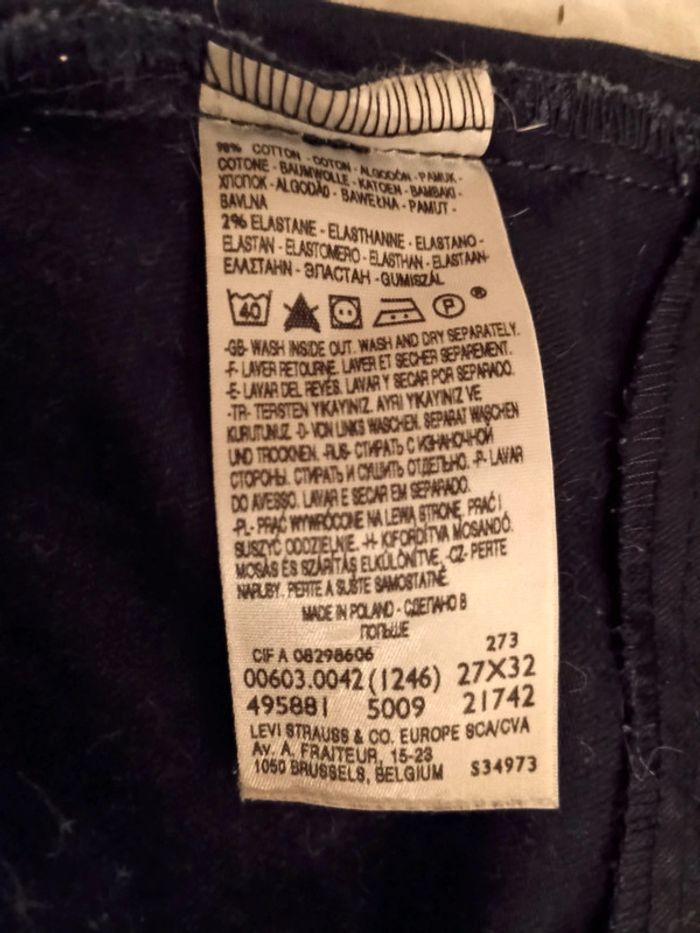 98% COTTON - COTON - ALGODÓN - PAMUK -
COTONE - BAUMWOLLE - KATOEN - BAMBAKI -
ХЛОПОК - ALGODÃO - BAWEŁNA - PAMUT -
BAVLNA
2% ELASTANE - ELASTHANNE - ELASTANO -
ELASTAN - ELASTOMERO - ELASTHAN - ELASTAAN-
ΕΛΑΣΤΑΗΝ - ЭЛАСТАН -GUMISZÁL
40 P ®
-GB- WASH INSIDE OUT. WASH AND DRY SEPARATELY.
-F- LAVER RETOURNE. LAVER ET SECHER SEPAREMENT.
-E- LAVAR DEL REVÉS. LAVAR Y SECAR POR SEPARADO.
-TR- TERSTEN YIKAYINIZ. AYRI YIKAYINIZ VE
KURUTUNUZ -D- VON LINKS WASCHEN. SEPARAT WASCHEN
UND TROCKNEN. -RUS- СТИРАТЬ С ИЗНАНОЧНОЙ
СТОРОНЫ. СТИРАТЬ И СУШИТЬ ОТДЕЛЬНО. -P- LAVAR
DO AVESSO. LAVAR E SECAR EM SEPARADO.
-PL- PRAĆ WYWRÓCONE NA LEWĄ STRONĘ, PRAĆ I
SUSZYĆ ODDZIELNIE. -H- KIFORDÍTVA MOSANDÓ.
MOSÁS ÉS SZÁRÍTÁS ELKÜLÖNÍTVE. -CZ- PERTE
NARUBY. PERTE A SUŠTE SAMOSTATNĚ.
MADE IN POLAND - СДЕЛАНО В
ПОЛЬШЕ
CIF A 08298606 273
00603.0042 (1246) 27X32
495881 5009 21742
LEVI STRAUSS & CO. EUROPE SCA/CVA
Av. A. FRAITEUR, 15-23
1050 BRUSSELS, BELGIUM S34973